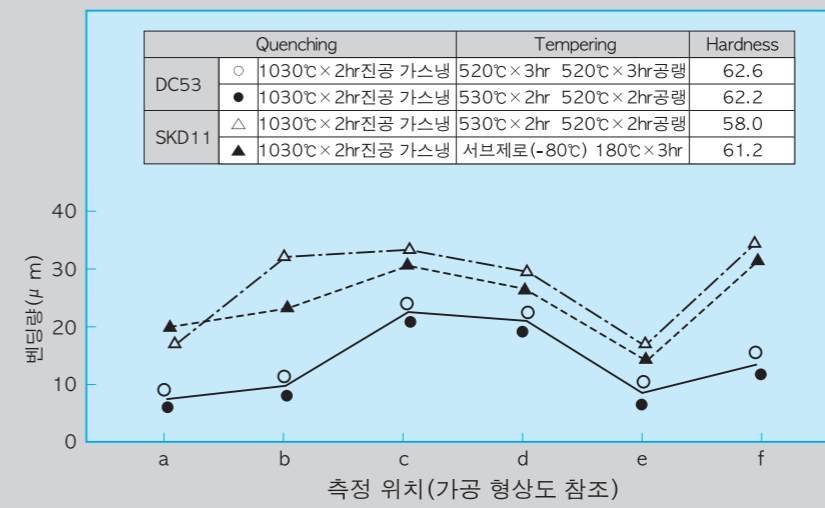 Quenching Tempering Hardness
DC53 ○ 1030℃×2hr진공 가스냉 520℃×3hr 520℃×3hr공랭 62.6
● 1030℃×2hr진공 가스냉 530℃×2hr 520℃×2hr공랭 62.2
SKD11 △ 1030℃×2hr진공 가스냉 530℃×2hr 520℃×2hr공랭 58.0
▲ 1030℃×2hr진공 가스냉 서브제로(-80℃) 180℃×3hr 61.2
벤딩량(μ m)
40
30
20
10
0
a b c d e f
측정 위치(가공 형상도 참조)